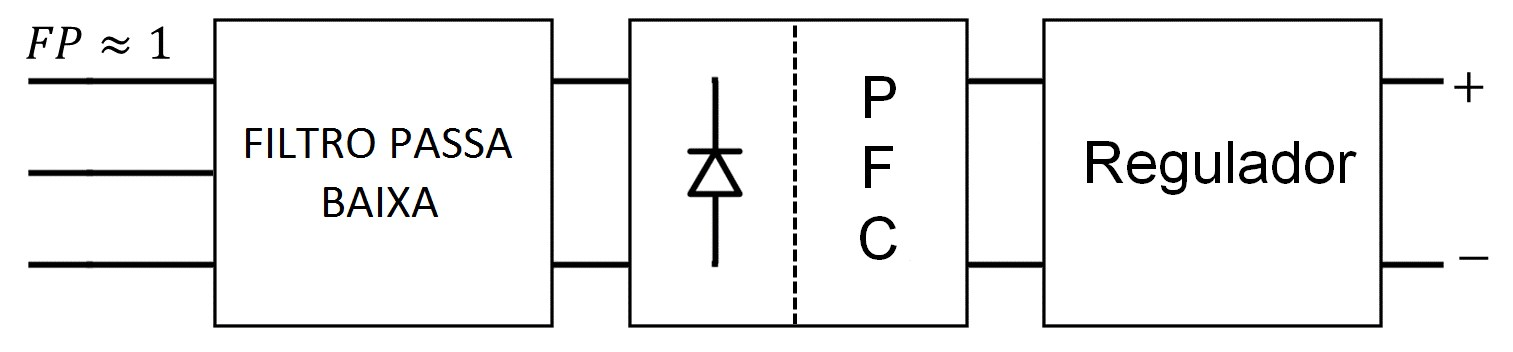 FP ≈ 1
FILTRO PASSA
BAIXA
P
F
C
Regulador
+
−